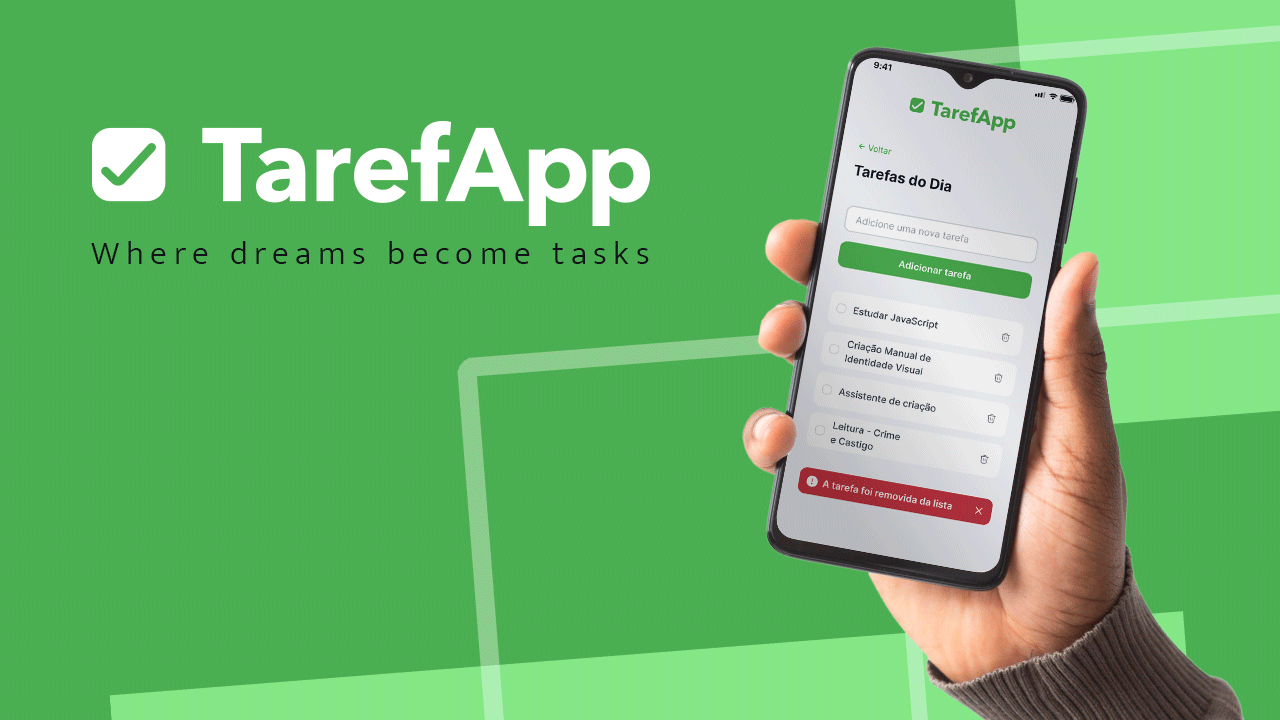 TarefApp
Where dreams become tasks
9:41
TarefApp
← Voltar
Tarefas do Dia
Adicione uma nova tarefa
Adicionar tarefa
Estudar JavaScript
Criação Manual de
Identidade Visual
Assistente de criação
Leitura - Crime
e Castigo
A tarefa foi removida da lista